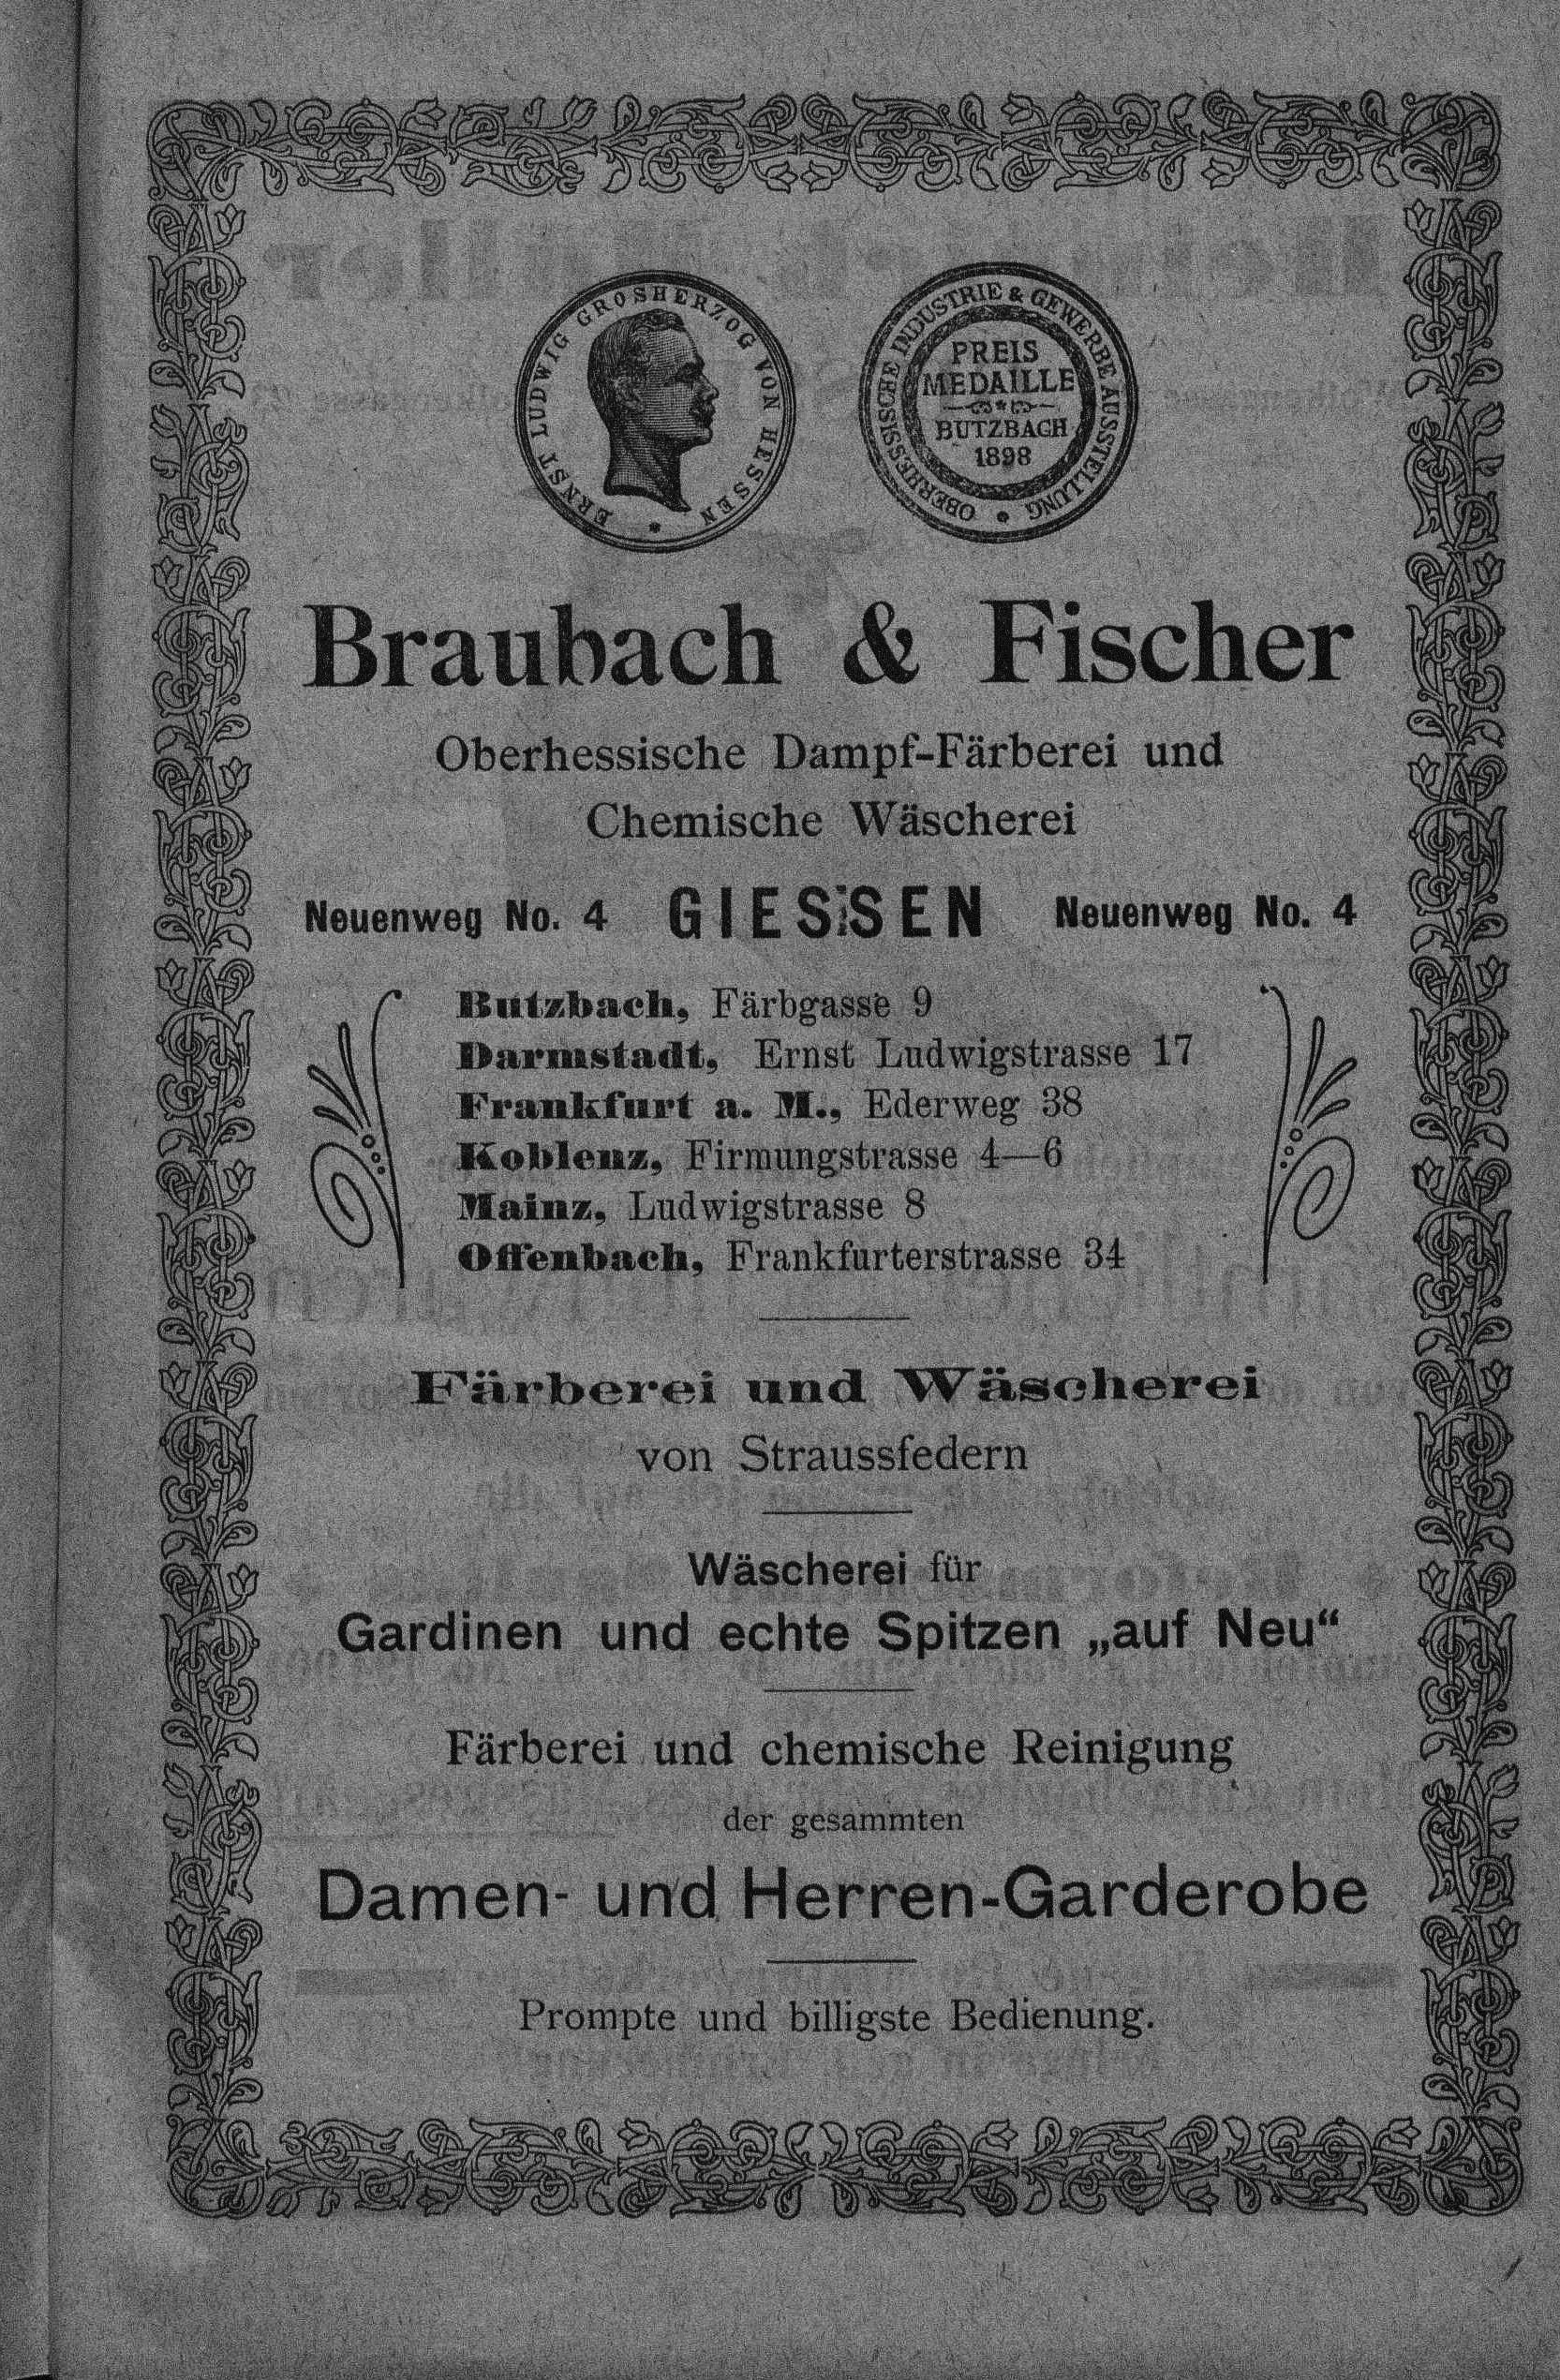 ERNST LUDWIG GROSHERZOG VON HESSEN *
OBERHESSISCHE INDUSTRIE & GEWERBE AUSSTELLUNG *
PREIS
MEDAILLE
BUTZBACH
1898
Braubach & Fischer
Oberhessische Dampf-Färberei und
Chemische Wäscherei
Neuenweg No. 4 GIESSEN Neuenweg No. 4
Butzbach, Färbgasse 9
Darmstadt, Ernst Ludwigstrasse 17
Frankfurt a. M., Ederweg 38
Koblenz, Firmungstrasse 4—6
Mainz, Ludwigstrasse 8
Offenbach, Frankfurterstrasse 34
Färberei und Wäscherei
von Straussfedern
Wäscherei für
Gardinen und echte Spitzen „auf Neu“
Färberei und chemische Reinigung
der gesammten
Damen- und Herren-Garderobe
Prompte und billigste Bedienung.